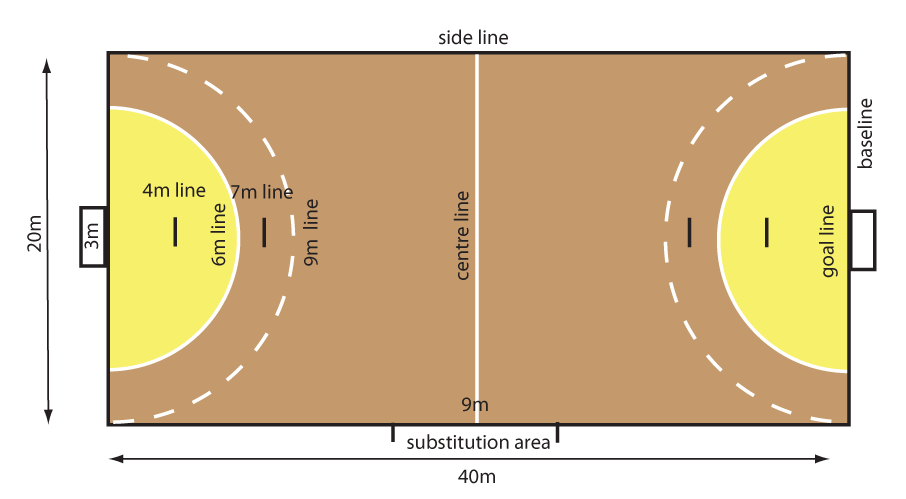 side line
baseline
4m line
7m line
20m
3m
6m line
9m line
centre line
goal line
9m
substitution area
40m